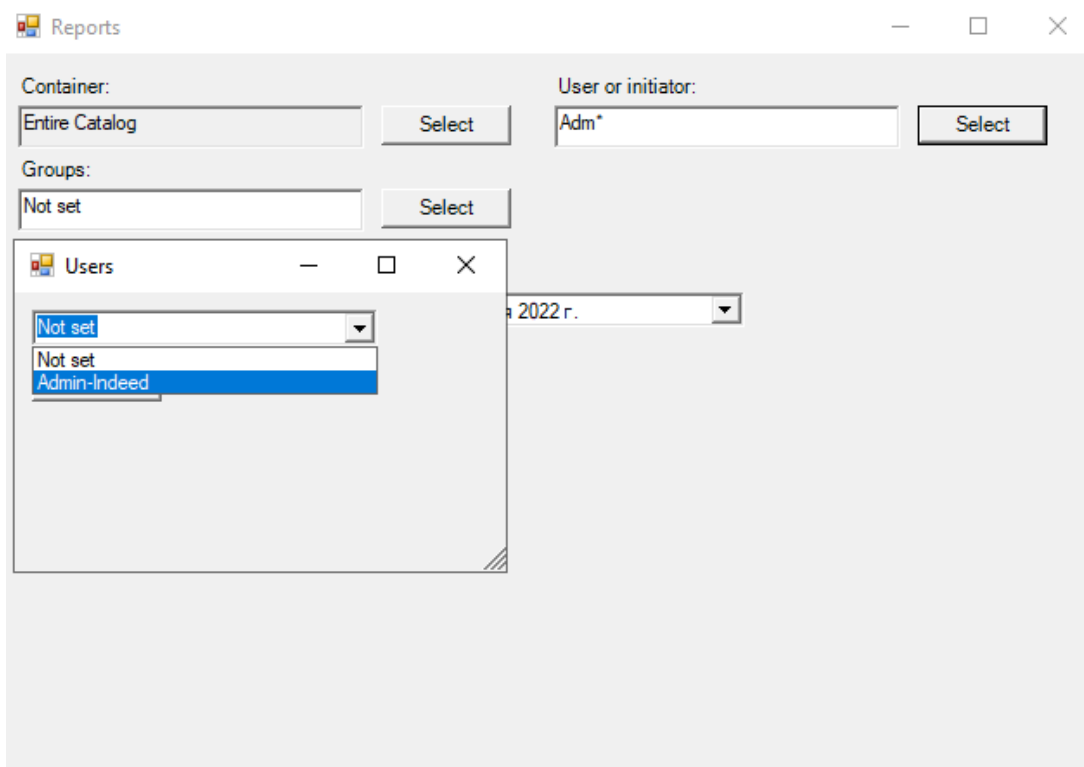 Reports
Container:
User or initiator:
Entire Catalog
Select
Adm*
Select
Groups:
Not set
Select
Users
2022 г.
Not set
Not set
Admin-Indeed